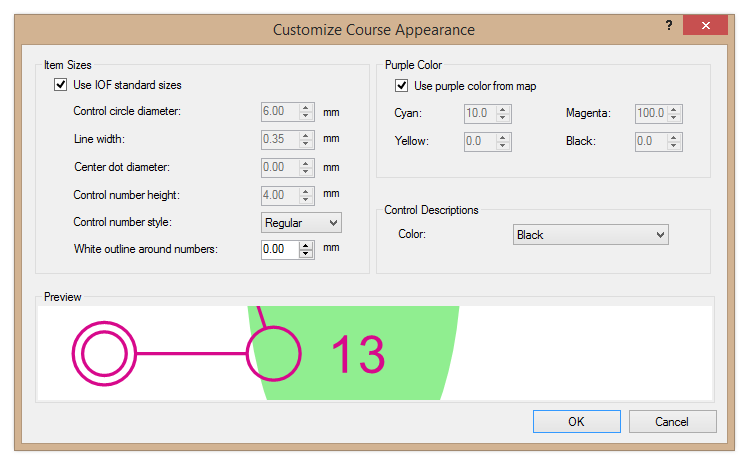 Customize Course Appearance ?
Item Sizes
Use IOF standard sizes
Control circle diameter: 6.00 mm
Line width: 0.35 mm
Center dot diameter: 0.00 mm
Control number height: 4.00 mm
Control number style: Regular
White outline around numbers: 0.00 mm
Purple Color
Use purple color from map
Cyan: 10.0 Magenta: 100.0
Yellow: 0.0 Black: 0.0
Control Descriptions
Color: Black
Preview
13
OK Cancel